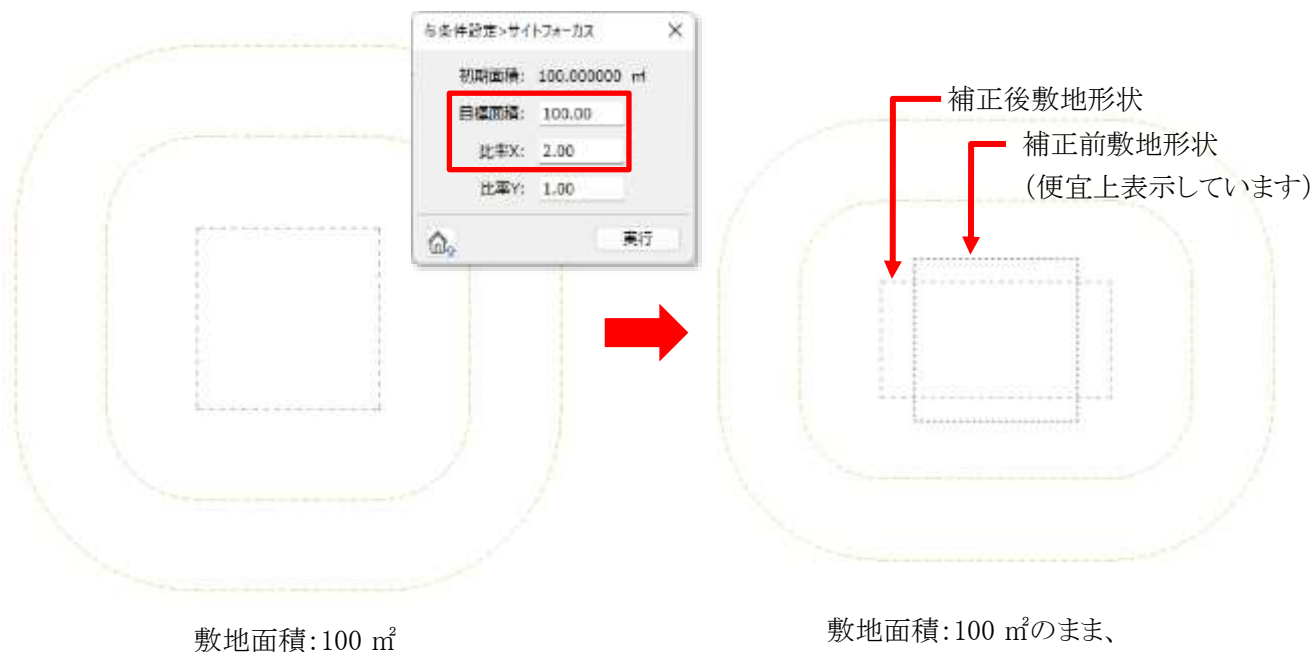 与条件設定>サイトフォーカス
初期面積: 100.000000 ㎡
目標面積: 100.00
比率X: 2.00
比率Y: 1.00
実行
補正後敷地形状
補正前敷地形状
（便宜上表示しています）
敷地面積：100 ㎡
敷地面積：100 ㎡のまま、